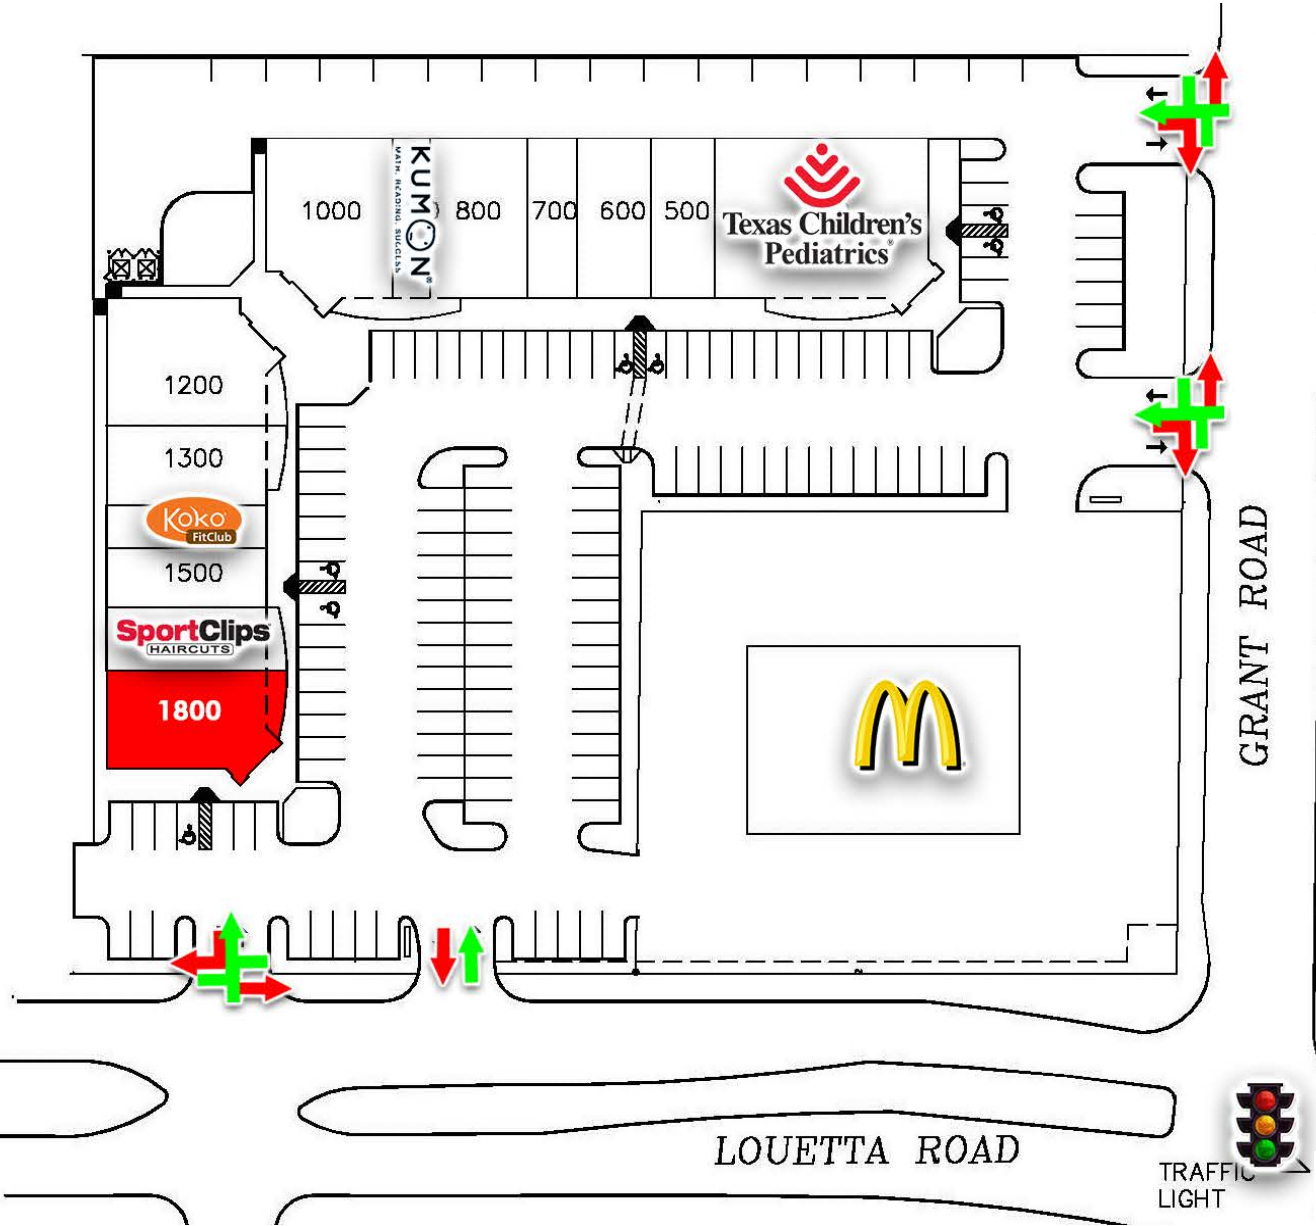 1000
KUMON
MATH. READING. SUCCESS
800
700
600
500
Texas Children's
Pediatrics
1200
1300
Koko
FitClub
1500
SportClips
HAIRCUTS
1800
GRANT ROAD
LOUETTA ROAD
TRAFFIC
LIGHT